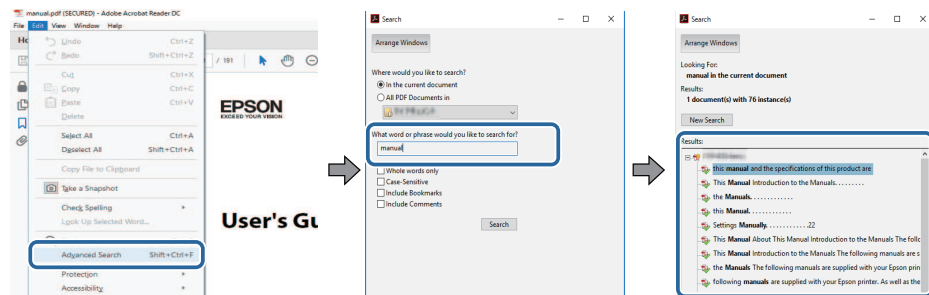 manual.pdf (SECURED) - Adobe Acrobat Reader DC
File Edit View Window Help
Undo Ctrl+Z
Redo Shift+Ctrl+Z
Cut Ctrl+X
Copy Ctrl+C
Paste Ctrl+V
Delete
Select All Ctrl+A
Deselect All Shift+Ctrl+A
Copy File to Clipboard
Take a Snapshot
Check Spelling
Look Up Selected Word...
Advanced Search Shift+Ctrl+F
Protection
Accessibility
/ 191
EPSON
EXCEED YOUR VISION
User's Gu
Search
Arrange Windows
Where would you like to search?
In the current document
All PDF Documents in
What word or phrase would you like to search for?
manual
Whole words only
Case-Sensitive
Include Bookmarks
Include Comments
Search
Search
Arrange Windows
Looking For:
manual in the current document
Results:
1 document(s) with 76 instance(s)
New Search
Results:
this manual and the specifications of this product are
This Manual Introduction to the Manuals. . . . . . . . .
the Manuals. . . . . . . . . . . . .
this Manual. . . . . . . . . . . . .
Settings Manually. . . . . . . . . . . . .22
This Manual About This Manual Introduction to the Manuals The follc
This Manual Introduction to the Manuals The following manuals are s
the Manuals The following manuals are supplied with your Epson prin
following manuals are supplied with your Epson printer. As well as the